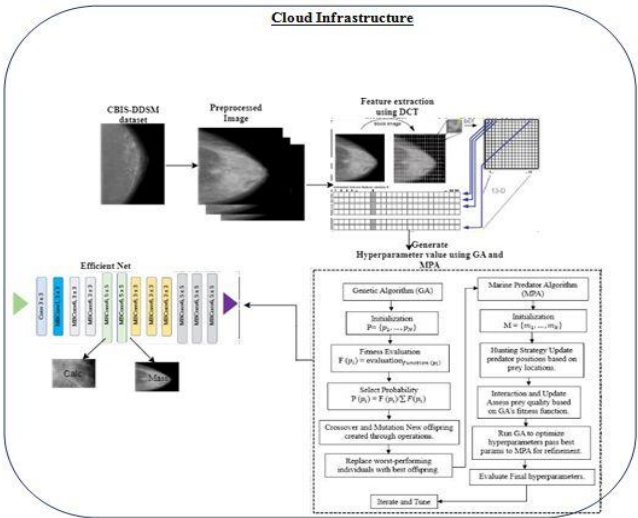 Cloud Infrastructure
CBIS-DDSM
dataset
Preprocessed
Image
Feature extraction
using DCT
block image
DCT
13-D
Generate
Hyperparameter value using GA and
MPA
Efficient Net
Conv 3 x 3
MBConv1, 3 x 3
MBConv6, 3 x 3
MBConv6, 3 x 3
MBConv6, 5 x 5
MBConv6, 5 x 5
MBConv6, 3 x 3
MBConv6, 3 x 3
MBConv6, 5 x 5
MBConv6, 5 x 5
MBConv6, 5 x 5
Calc
Mass
Genetic Algorithm (GA)
Initialization
P= {p₁, ..., pₙ}
Fitness Evaluation
F (pᵢ) = evaluation_function (pᵢ)
Select Probability
P (pᵢ) = F (pᵢ)/∑ F(pᵢ)
Crossover and Mutation New offspring
created through operations.
Replace worst-performing
individuals with best offspring
Marine Predator Algorithm
(MPA)
Initialization
M = {m₁, ..., mₙ}
Hunting Strategy Update
predator positions based on
prey locations.
Interaction and Update
Assess prey quality based
on GA's fitness function.
Run GA to optimize
hyperparameters pass best
params to MPA for refinement.
Evaluate Final hyperparameters.
Iterate and Tune